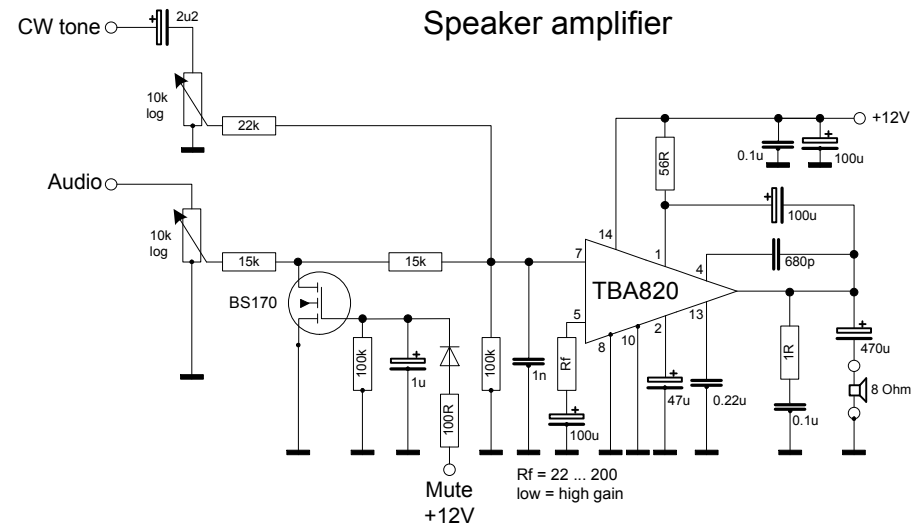 Speaker amplifier
CW tone
+
2u2
10k
log
22k
Audio
10k
log
15k
15k
BS170
100k
+
1u
100R
Mute
+12V
100k
1n
7
14
1
4
TBA820
5
8
10
2
13
Rf
+
100u
Rf = 22 ... 200
low = high gain
56R
0.1u
+
100u
+12V
+
100u
680p
+
47u
0.22u
1R
0.1u
+
470u
8 Ohm